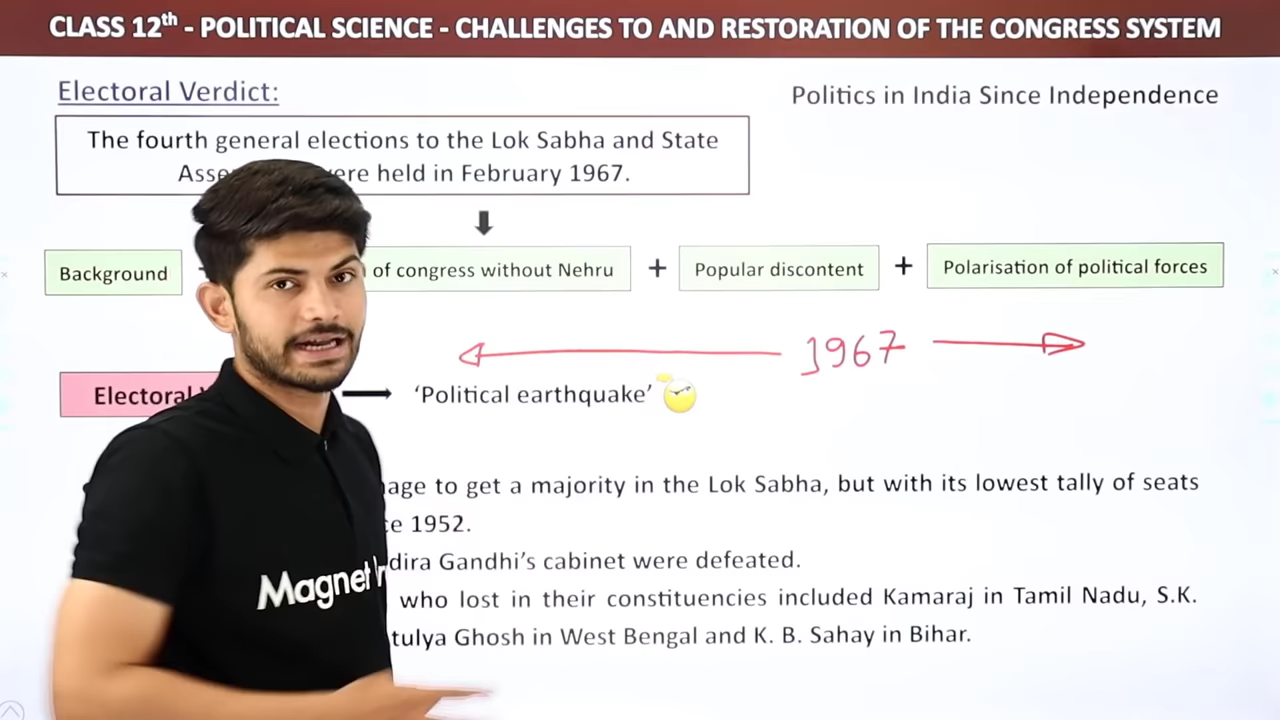 CLASS 12th - POLITICAL SCIENCE - CHALLENGES TO AND RESTORATION OF THE CONGRESS SYSTEM
Electoral Verdict:
Politics in India Since Independence
The fourth general elections to the Lok Sabha and State
were held in February 1967.
Background of congress without Nehru + Popular discontent + Polarisation of political forces
1967
Electoral 'Political earthquake'
to get a majority in the Lok Sabha, but with its lowest tally of seats
1952.
Gandhi's cabinet were defeated.
who lost in their constituencies included Kamaraj in Tamil Nadu, S.K.
Ghosh in West Bengal and K. B. Sahay in Bihar.
Magnet